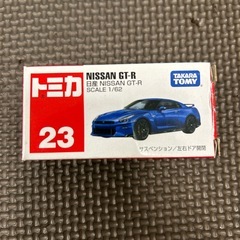 トミカ
23
NISSAN GT-R
日産 NISSAN GT-R
SCALE 1/62
TAKARA TOMY
サスペンション/左右ドア開閉